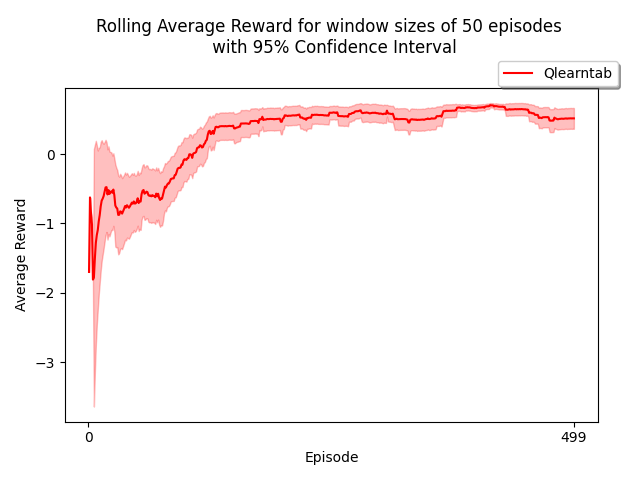 Rolling Average Reward for window sizes of 50 episodes
with 95% Confidence Interval
Qlearntab
Average Reward
0
−1
−2
−3
0
499
Episode